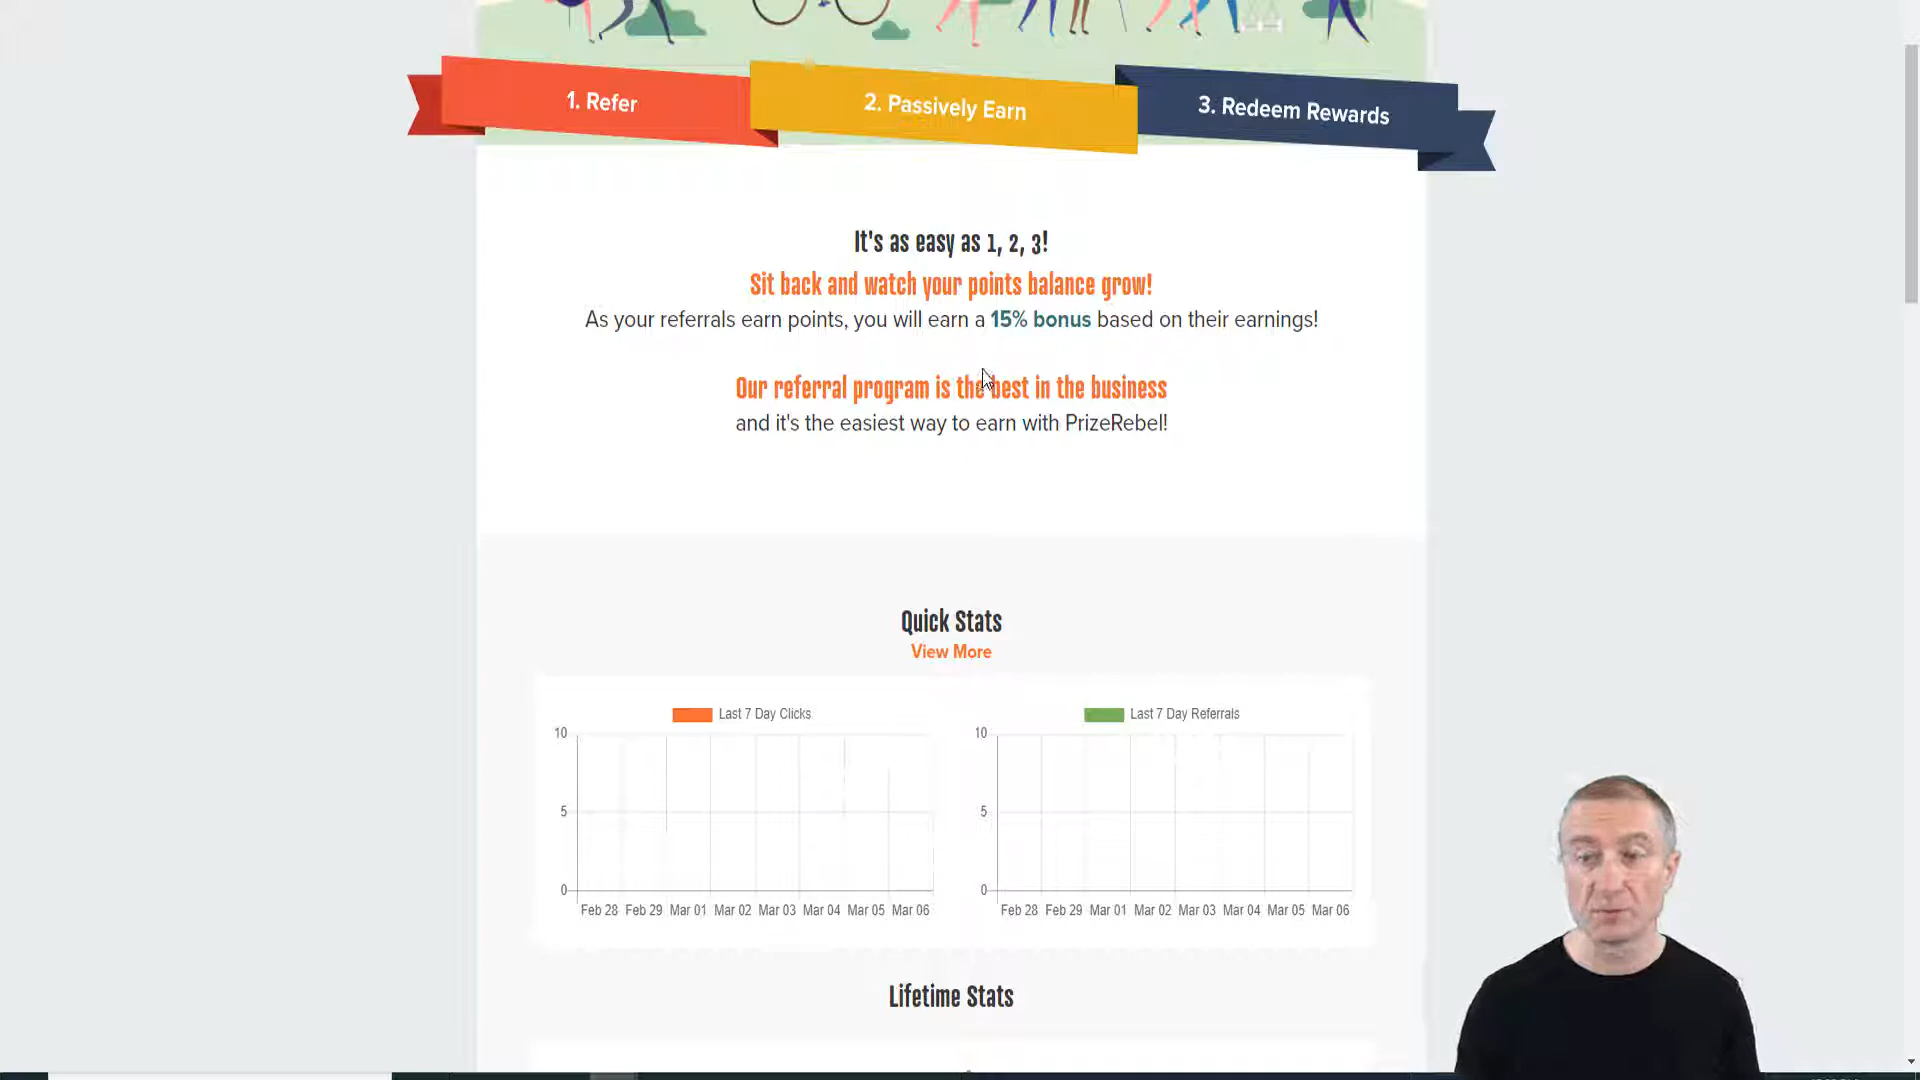 1. Refer
2. Passively Earn
3. Redeem Rewards
It's as easy as 1, 2, 3!
Sit back and watch your points balance grow!
As your referrals earn points, you will earn a 15% bonus based on their earnings!
Our referral program is the best in the business
and it's the easiest way to earn with PrizeRebel!
Quick Stats
View More
Last 7 Day Clicks
10
5
0
Feb 28 Feb 29 Mar 01 Mar 02 Mar 03 Mar 04 Mar 05 Mar 06
Last 7 Day Referrals
10
5
0
Feb 28 Feb 29 Mar 01 Mar 02 Mar 03 Mar 04 Mar 05 Mar 06
Lifetime Stats